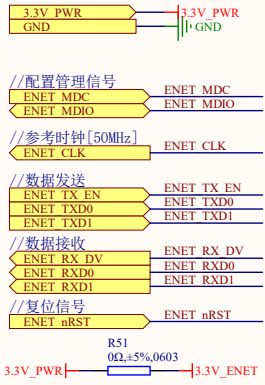 3.3V_PWR 3.3V_PWR
GND GND
//配置管理信号
ENET_MDC ENET_MDC
ENET_MDIO ENET_MDIO
//参考时钟[50MHz]
ENET_CLK ENET_CLK
//数据发送
ENET_TX_EN ENET_TX_EN
ENET_TXD0 ENET_TXD0
ENET_TXD1 ENET_TXD1
//数据接收
ENET_RX_DV ENET_RX_DV
ENET_RXD0 ENET_RXD0
ENET_RXD1 ENET_RXD1
//复位信号
ENET_nRST ENET_nRST
R51
3.3V_PWR 0Ω,±5%,0603 3.3V_ENET